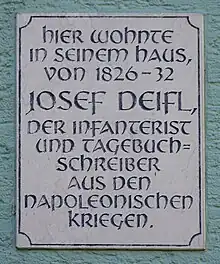 HIER WOHNTE
IN SEINEM HAUS,
VON 1826-32
JOSEF DEIFL,
DER INFANTERIST
UND TAGEBUCH=
SCHREIBER
AUS DEN
NAPOLEONISCHEN
KRIEGEN.